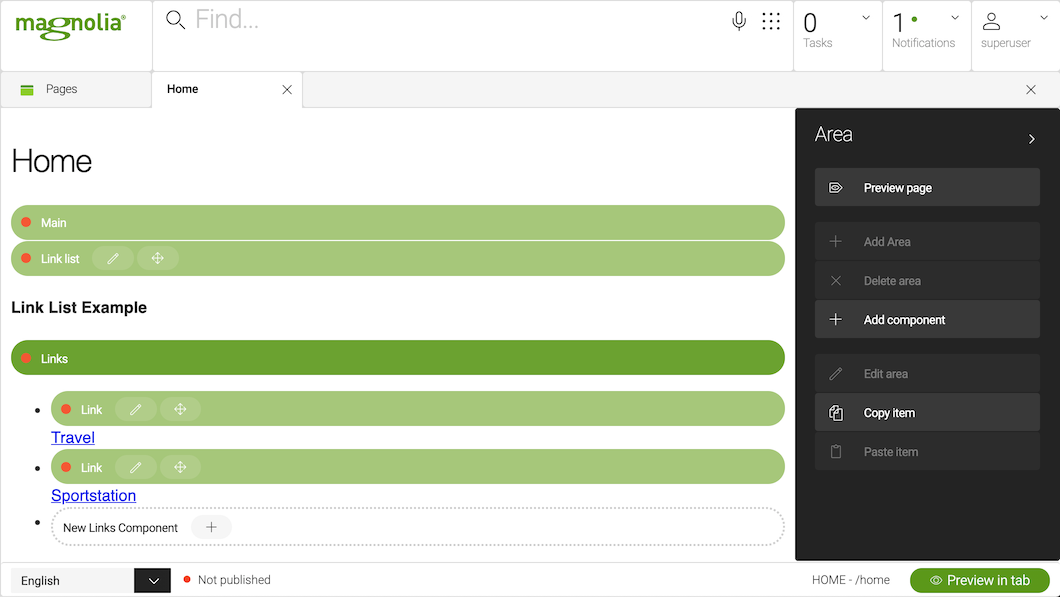 magnolia®
Find...
0
Tasks
1
Notifications
superuser
Pages
Home
Home
Main
Link list
Link List Example
Links
Link
Travel
Link
Sportstation
New Links Component
Area
Preview page
Add Area
Delete area
Add component
Edit area
Copy item
Paste item
English
Not published
HOME - /home
Preview in tab